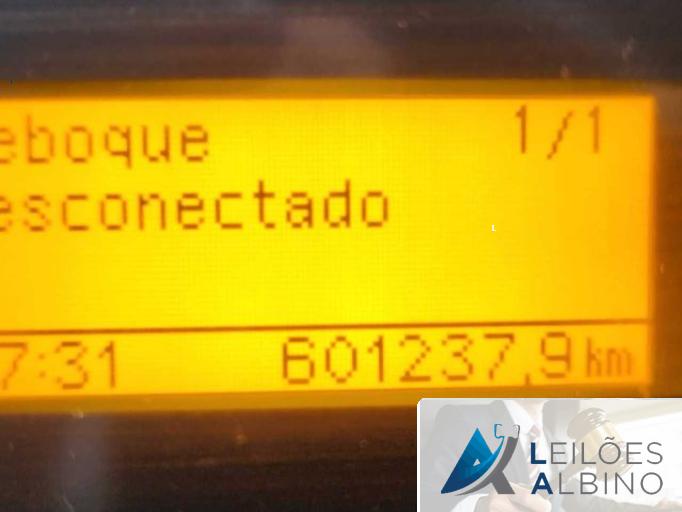 eboque 1/1
esconectado
7:31 601237,9 km
LEILÕES
ALBINO